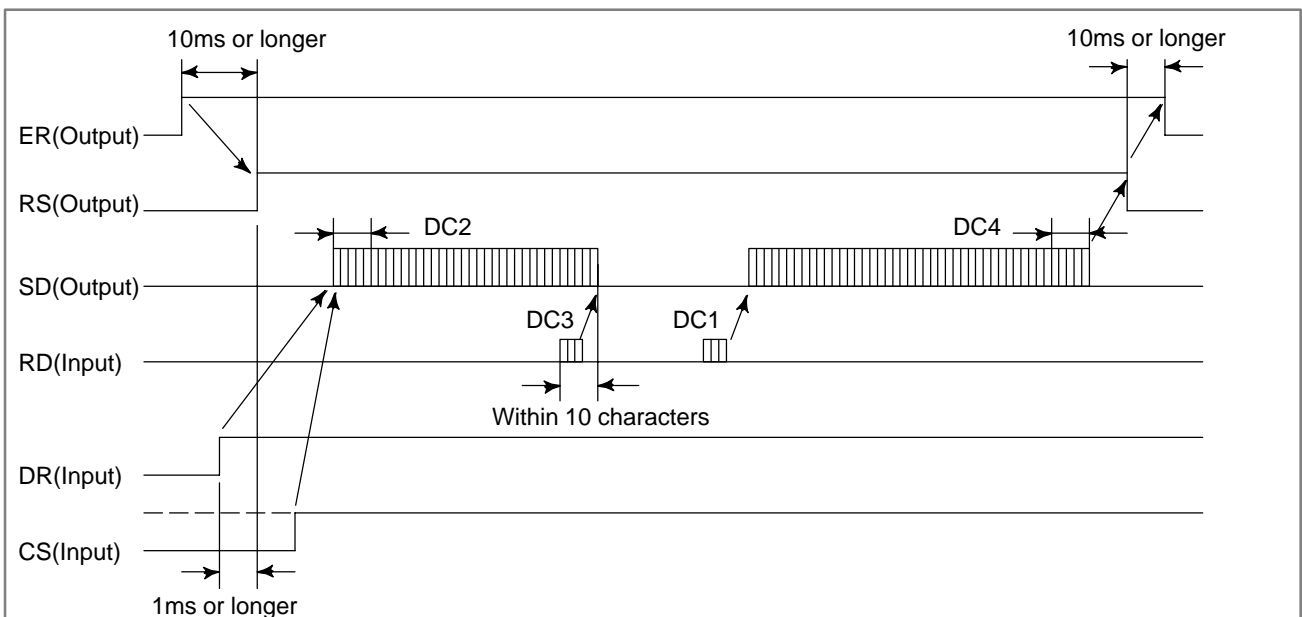 10ms or longer
10ms or longer
ER(Output)
RS(Output)
DC2
DC4
SD(Output)
DC3
DC1
RD(Input)
Within 10 characters
DR(Input)
CS(Input)
1ms or longer